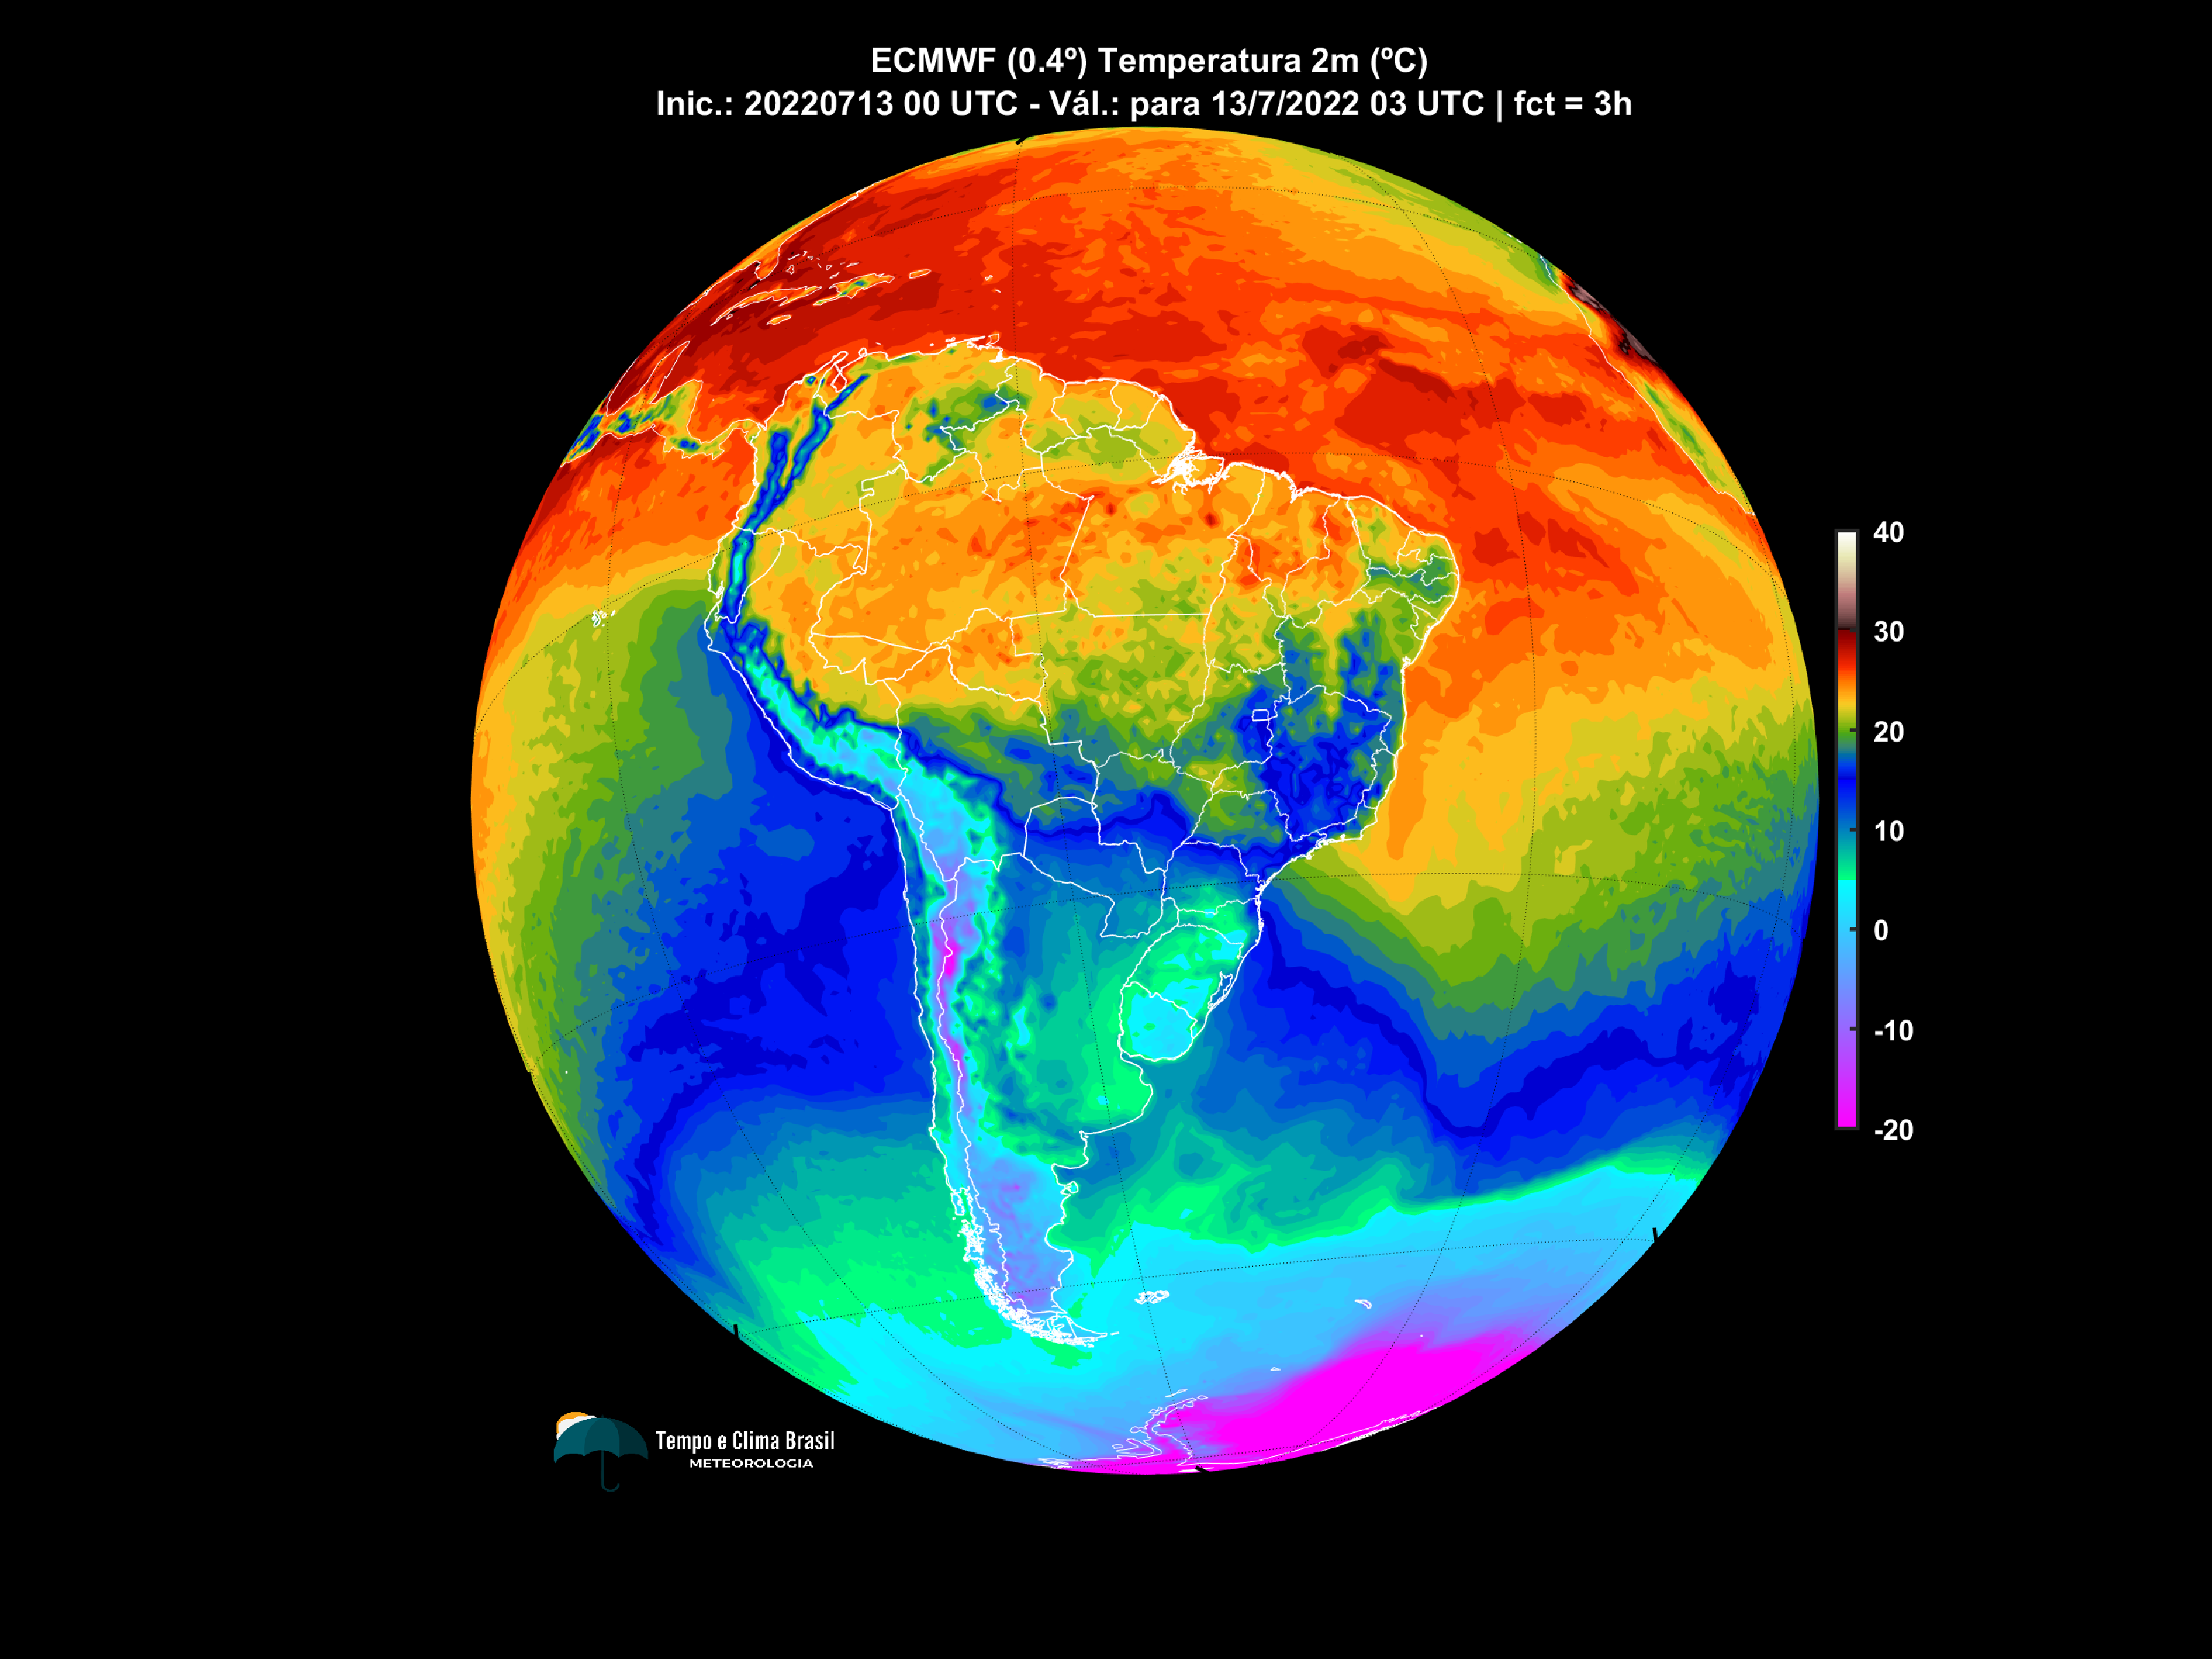 ECMWF (0.4º) Temperatura 2m (ºC)
Inic.: 20220713 00 UTC - Vál.: para 13/7/2022 03 UTC | fct = 3h
40
30
20
10
0
-10
-20
Tempo e Clima Brasil
METEOROLOGIA